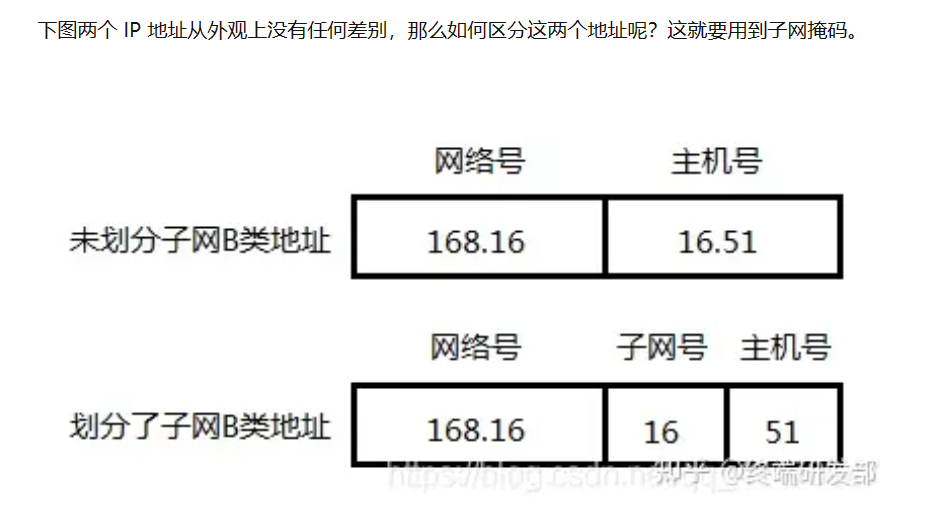 下图两个 IP 地址从外观上没有任何差别，那么如何区分这两个地址呢？这就要用到子网掩码。
网络号 主机号
未划分子网B类地址 168.16 16.51
网络号 子网号 主机号
划分了子网B类地址 168.16 16 51
知乎 @终端研发部